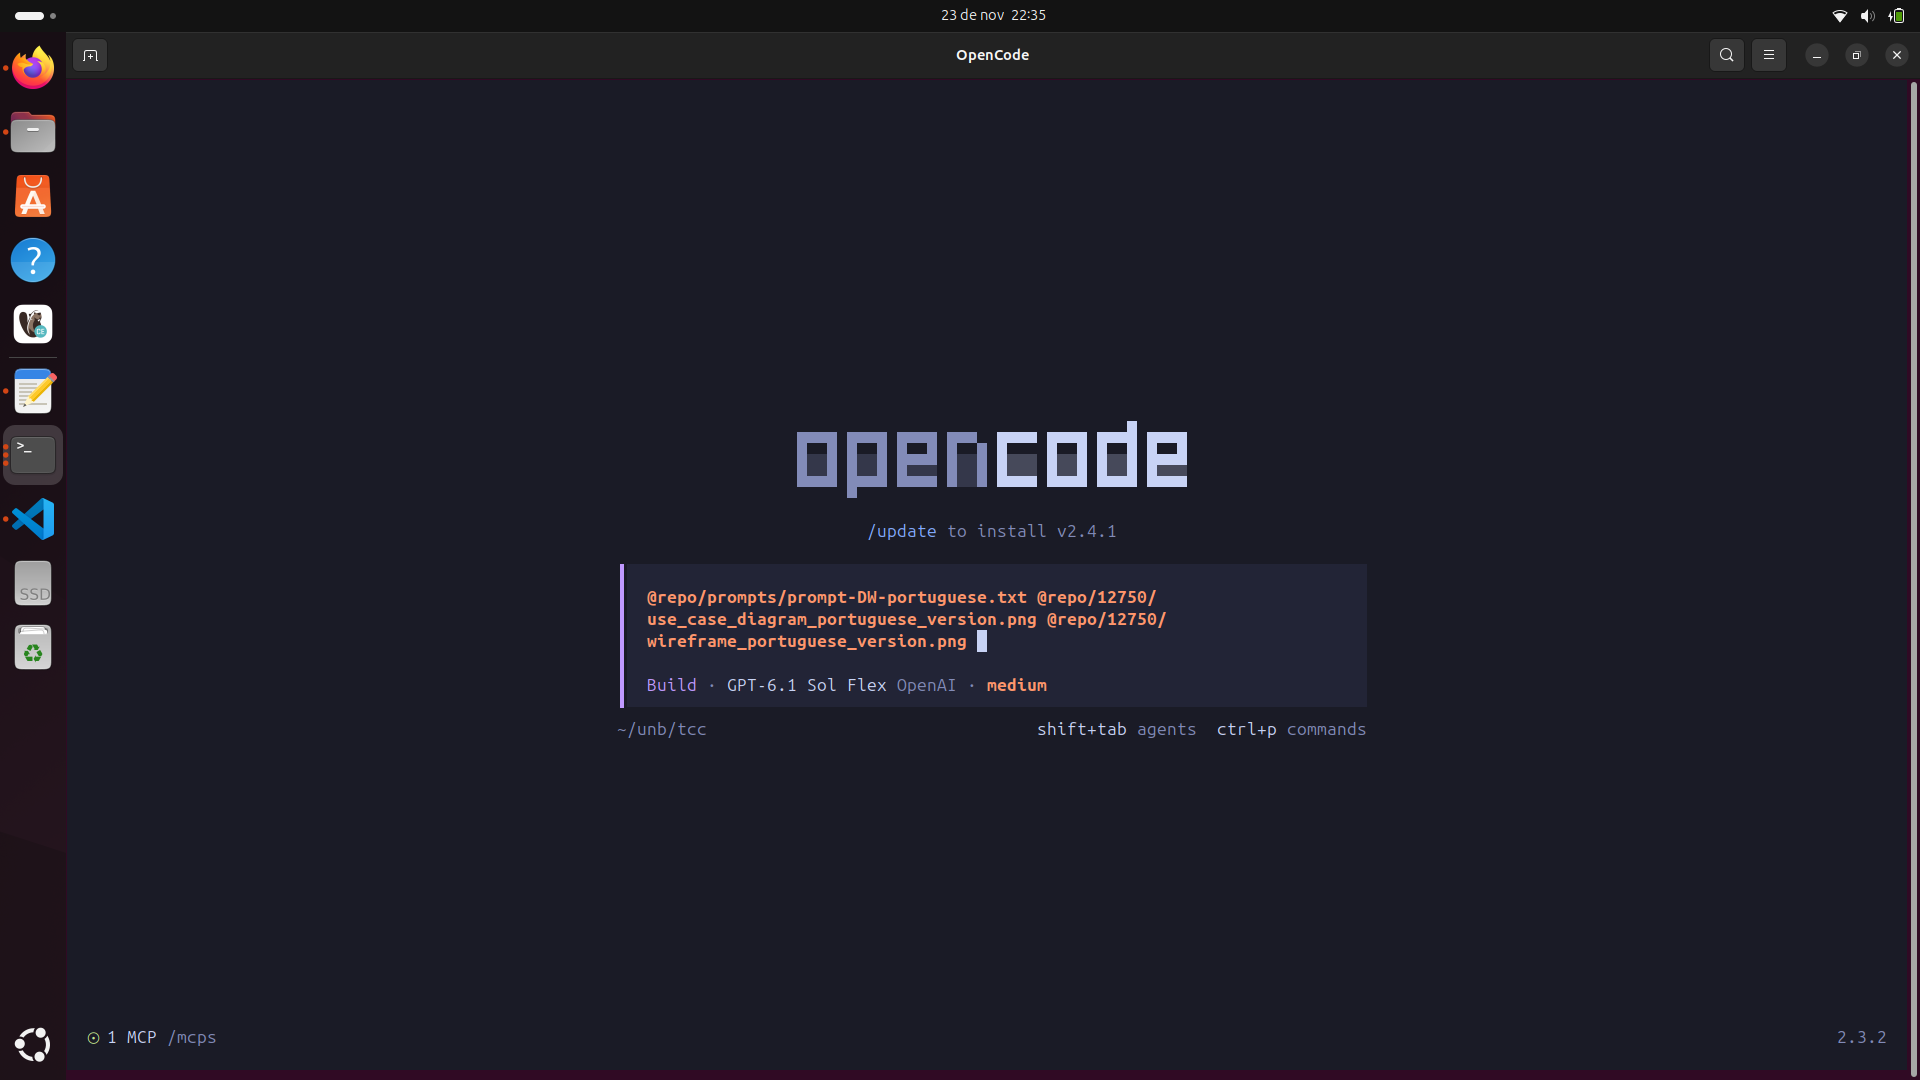 23 de nov 22:35
OpenCode
opencode
/update to install v2.4.1
@repo/prompts/prompt-DW-portuguese.txt @repo/12750/
use_case_diagram_portuguese_version.png @repo/12750/
wireframe_portuguese_version.png
Build · GPT-6.1 Sol Flex OpenAI · medium
~/unb/tcc shift+tab agents ctrl+p commands
SSD
1 MCP /mcps 2.3.2